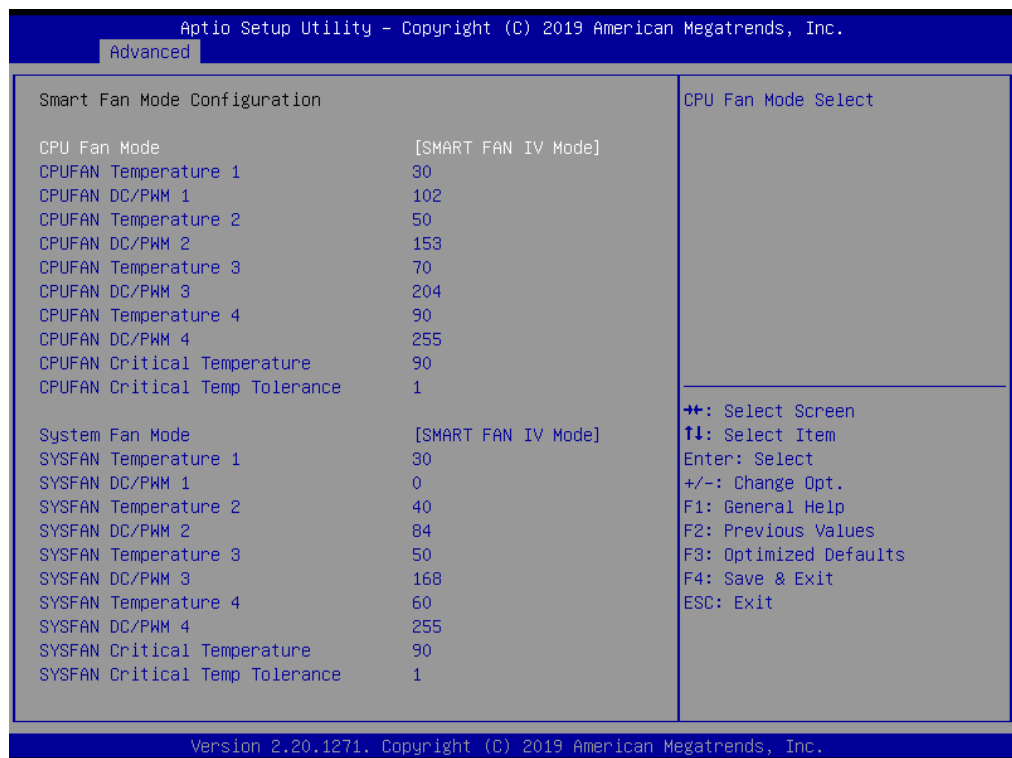 Aptio Setup Utility – Copyright (C) 2019 American Megatrends, Inc.
Advanced
Smart Fan Mode Configuration
CPU Fan Mode [SMART FAN IV Mode]
CPUFAN Temperature 1 30
CPUFAN DC/PWM 1 102
CPUFAN Temperature 2 50
CPUFAN DC/PWM 2 153
CPUFAN Temperature 3 70
CPUFAN DC/PWM 3 204
CPUFAN Temperature 4 90
CPUFAN DC/PWM 4 255
CPUFAN Critical Temperature 90
CPUFAN Critical Temp Tolerance 1
System Fan Mode [SMART FAN IV Mode]
SYSFAN Temperature 1 30
SYSFAN DC/PWM 1 0
SYSFAN Temperature 2 40
SYSFAN DC/PWM 2 84
SYSFAN Temperature 3 50
SYSFAN DC/PWM 3 168
SYSFAN Temperature 4 60
SYSFAN DC/PWM 4 255
SYSFAN Critical Temperature 90
SYSFAN Critical Temp Tolerance 1
CPU Fan Mode Select
→←: Select Screen
↑↓: Select Item
Enter: Select
+/-: Change Opt.
F1: General Help
F2: Previous Values
F3: Optimized Defaults
F4: Save & Exit
ESC: Exit
Version 2.20.1271. Copyright (C) 2019 American Megatrends, Inc.